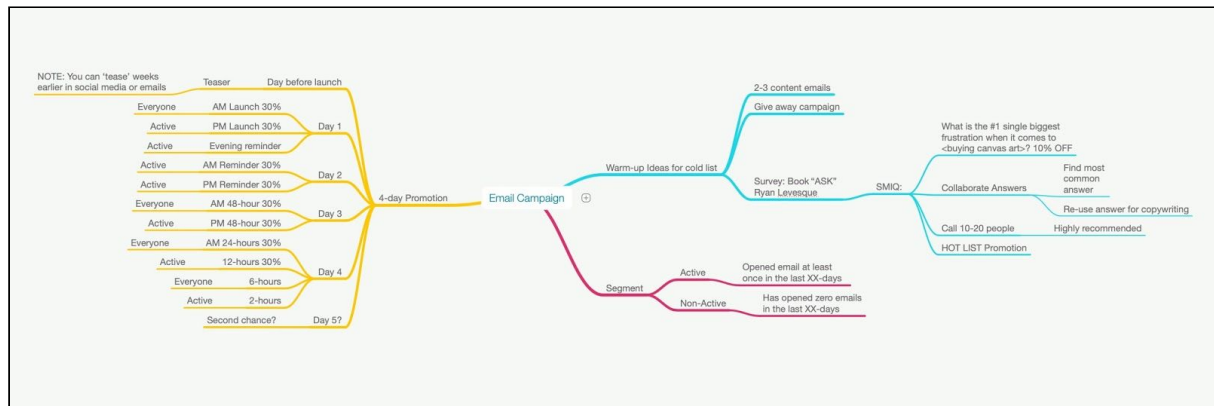 NOTE: You can 'tease' weeks
earlier in social media or emails
Teaser
Day before launch
Everyone
AM Launch 30%
Active
PM Launch 30%
Day 1
Active
Evening reminder
Active
AM Reminder 30%
Day 2
Active
PM Reminder 30%
Everyone
AM 48-hour 30%
Day 3
Active
PM 48-hour 30%
Everyone
AM 24-hours 30%
Active
12-hours 30%
Day 4
Everyone
6-hours
Active
2-hours
Second chance?
Day 5?
4-day Promotion
Email Campaign
Warm-up Ideas for cold list
2-3 content emails
Give away campaign
Survey: Book "ASK"
Ryan Levesque
SMIQ:
What is the #1 single biggest
frustration when it comes to
<buying canvas art>? 10% OFF
Collaborate Answers
Find most
common
answer
Re-use answer for copywriting
Call 10-20 people
Highly recommended
HOT LIST Promotion
Segment
Active
Opened email at least
once in the last XX-days
Non-Active
Has opened zero emails
in the last XX-days